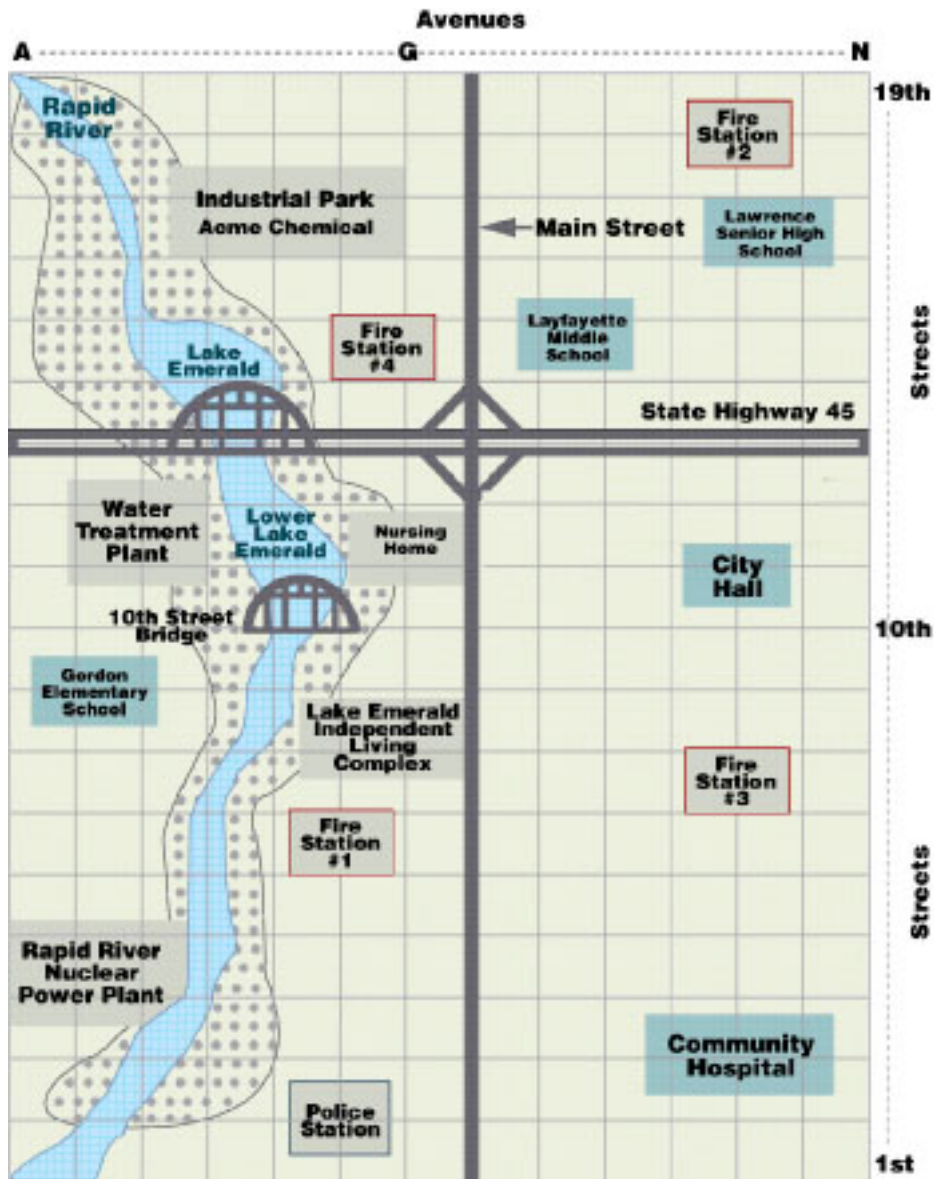 Avenues
A
G
N
19th
Rapid
River
Fire
Station
#2
Industrial Park
Acme Chemical
Main Street
Lawrence
Senior High
School
Fire
Station
#4
Layfayette
Middle
School
Streets
Lake
Emerald
State Highway 45
Water
Treatment
Plant
Lower
Lake
Emerald
Nursing
Home
City
Hall
10th Street
Bridge
10th
Gordon
Elementary
School
Lake Emerald
Independent
Living
Complex
Fire
Station
#3
Fire
Station
#1
Streets
Rapid River
Nuclear
Power Plant
Community
Hospital
Police
Station
1st